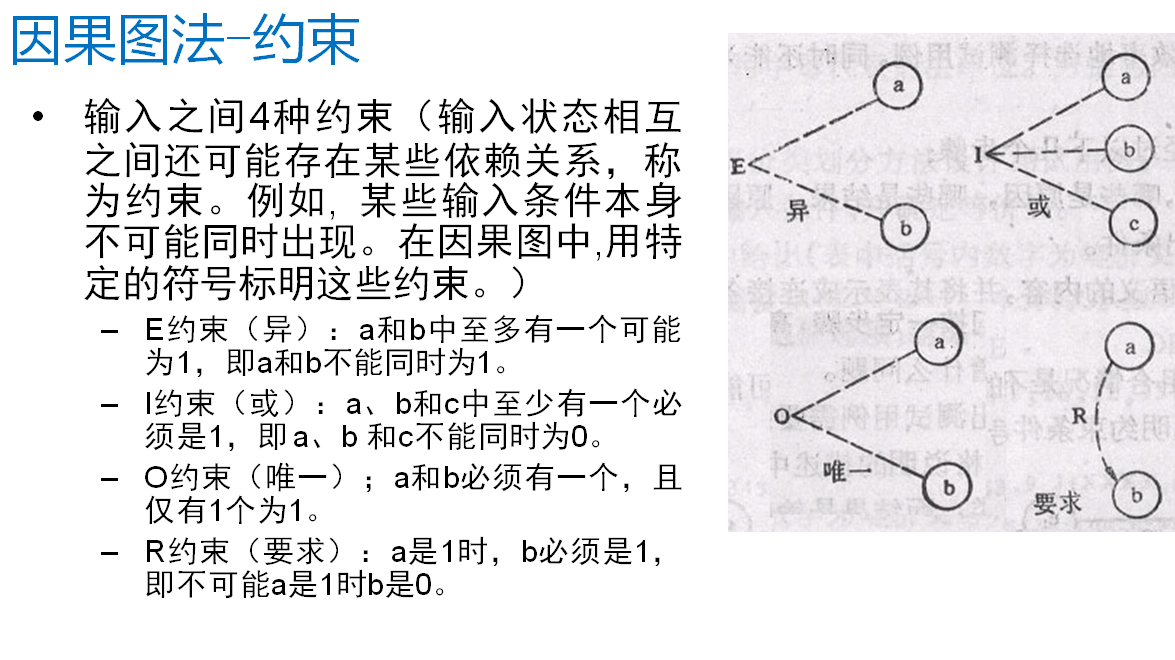 因果图法-约束
• 输入之间4种约束（输入状态相互
之间还可能存在某些依赖关系，称
为约束。例如, 某些输入条件本身
不可能同时出现。在因果图中,用特
定的符号标明这些约束。）
– E约束（异）：a和b中至多有一个可能
为1，即a和b不能同时为1。
– I约束（或）：a、b和c中至少有一个必
须是1，即 a、b 和c不能同时为0。
– O约束（唯一）；a和b必须有一个，且
仅有1个为1。
– R约束（要求）：a是1时，b必须是1，
即不可能a是1时b是0。
a
E
异
b
a
I
b
或
c
a
O
唯一
b
a
R
要求
b